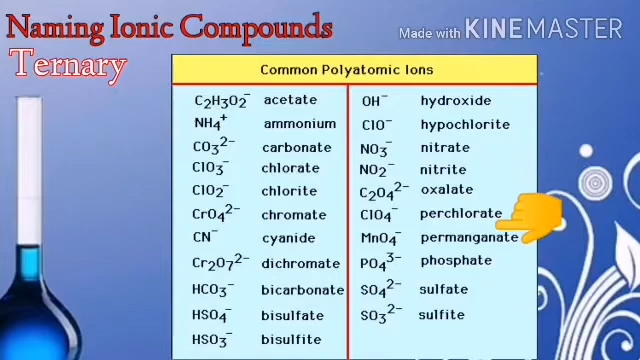 Naming Ionic Compounds
Ternary
Made with KINEMASTER
Common Polyatomic Ions
C₂H₃O₂⁻ acetate
NH₄⁺ ammonium
CO₃²⁻ carbonate
ClO₃⁻ chlorate
ClO₂⁻ chlorite
CrO₄²⁻ chromate
CN⁻ cyanide
Cr₂O₇²⁻ dichromate
HCO₃⁻ bicarbonate
HSO₄⁻ bisulfate
HSO₃⁻ bisulfite
OH⁻ hydroxide
ClO⁻ hypochlorite
NO₃⁻ nitrate
NO₂⁻ nitrite
C₂O₄²⁻ oxalate
ClO₄⁻ perchlorate
MnO₄⁻ permanganate
PO₄³⁻ phosphate
SO₄²⁻ sulfate
SO₃²⁻ sulfite